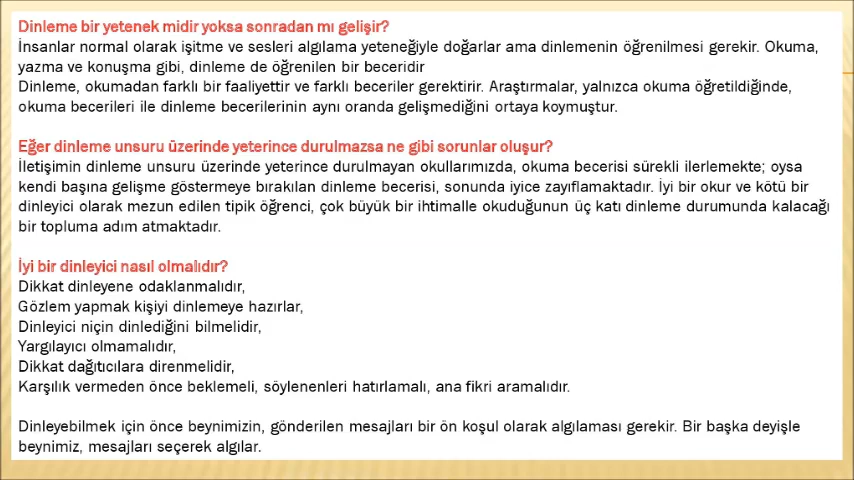 Dinleme bir yetenek midir yoksa sonradan mı gelişir?
İnsanlar normal olarak işitme ve sesleri algılama yeteneğiyle doğarlar ama dinlemenin öğrenilmesi gerekir. Okuma,
yazma ve konuşma gibi, dinleme de öğrenilen bir beceridir
Dinleme, okumadan farklı bir faaliyettir ve farklı beceriler gerektirir. Araştırmalar, yalnızca okuma öğretildiğinde,
okuma becerileri ile dinleme becerilerinin aynı oranda gelişmediğini ortaya koymuştur.
Eğer dinleme unsuru üzerinde yeterince durulmazsa ne gibi sorunlar oluşur?
İletişimin dinleme unsuru üzerinde yeterince durulmayan okullarımızda, okuma becerisi sürekli ilerlemekte; oysa
kendi başına gelişme göstermeye bırakılan dinleme becerisi, sonunda iyice zayıflamaktadır. İyi bir okur ve kötü bir
dinleyici olarak mezun edilen tipik öğrenci, çok büyük bir ihtimalle okuduğunun üç katı dinleme durumunda kalacağı
bir topluma adım atmaktadır.
İyi bir dinleyici nasıl olmalıdır?
Dikkat dinleyene odaklanmalıdır,
Gözlem yapmak kişiyi dinlemeye hazırlar,
Dinleyici niçin dinlediğini bilmelidir,
Yargılayıcı olmamalıdır,
Dikkat dağıtıcılara direnmelidir,
Karşılık vermeden önce beklemeli, söylenenleri hatırlamalı, ana fikri aramalıdır.
Dinleyebilmek için önce beynimizin, gönderilen mesajları bir ön koşul olarak algılaması gerekir. Bir başka deyişle
beynimiz, mesajları seçerek algılar.